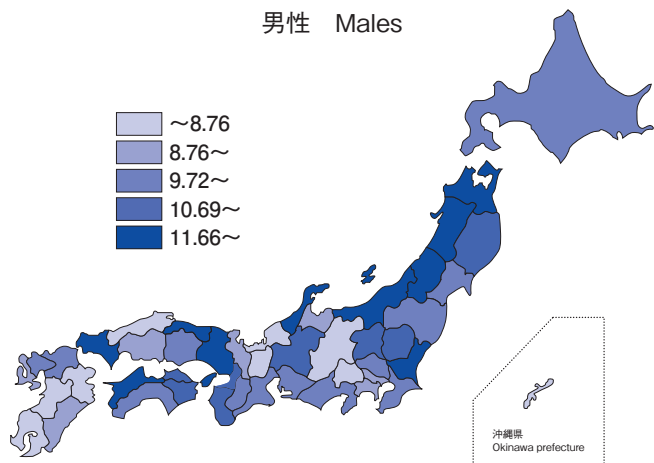 男性　Males
～8.76
8.76～
9.72～
10.69～
11.66～
沖縄県
Okinawa prefecture